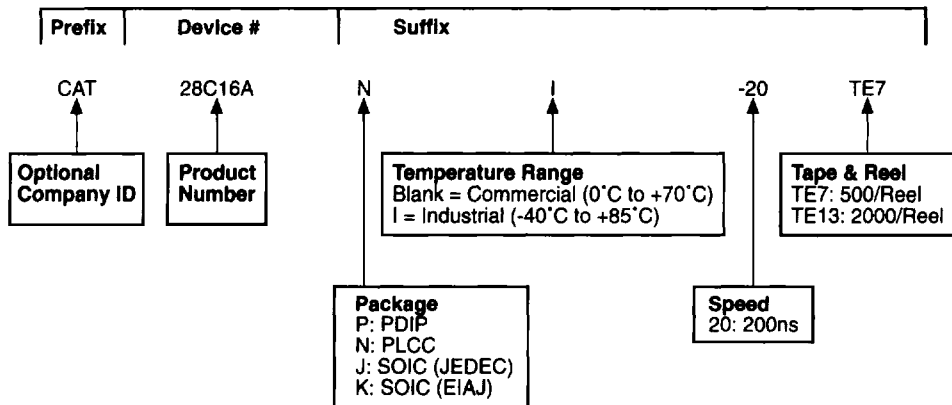 Prefix Device # Suffix
CAT 28C16A N I -20 TE7
Optional
Company ID
Product
Number
Temperature Range
Blank = Commercial (0˚C to +70˚C)
I = Industrial (-40˚C to +85˚C)
Tape & Reel
TE7: 500/Reel
TE13: 2000/Reel
Package
P: PDIP
N: PLCC
J: SOIC (JEDEC)
K: SOIC (EIAJ)
Speed
20: 200ns